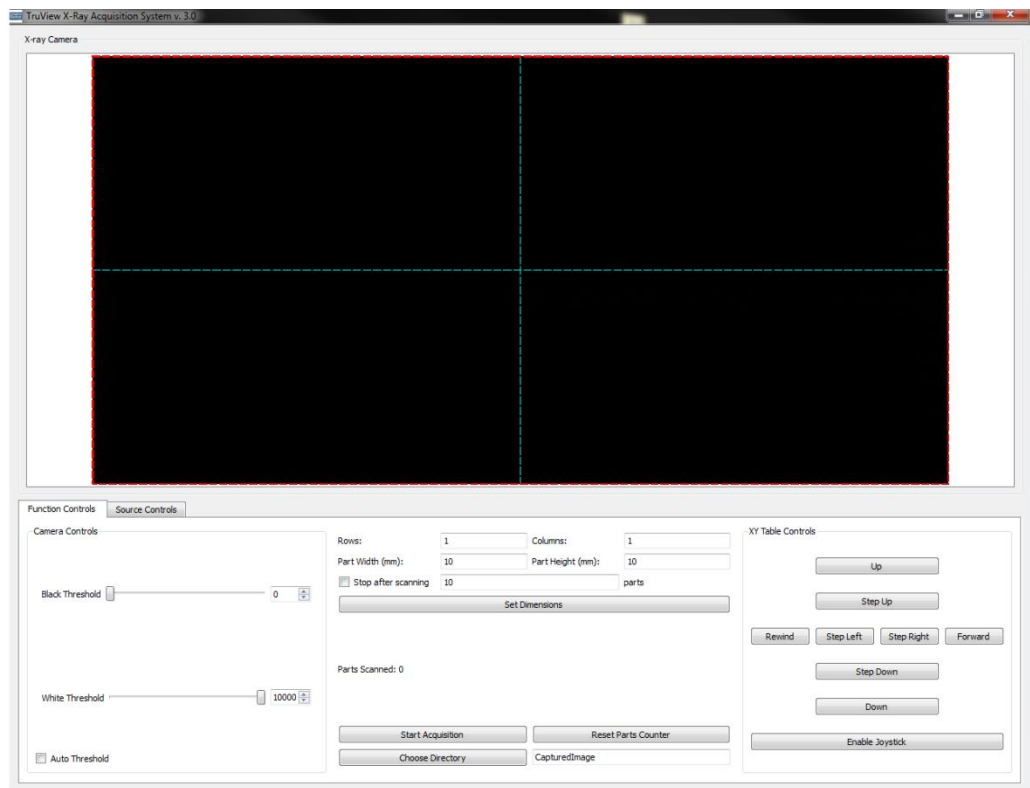 TruView X-Ray Acquisition System v. 3.0
X-ray Camera
Function Controls
Source Controls
Camera Controls
Black Threshold
0
White Threshold
10000
Auto Threshold
Rows:
1
Columns:
1
Part Width (mm):
10
Part Height (mm):
10
Stop after scanning
10
parts
Set Dimensions
Parts Scanned: 0
Start Acquisition
Reset Parts Counter
Choose Directory
CapturedImage
XY Table Controls
Up
Step Up
Rewind
Step Left
Step Right
Forward
Step Down
Down
Enable Joystick